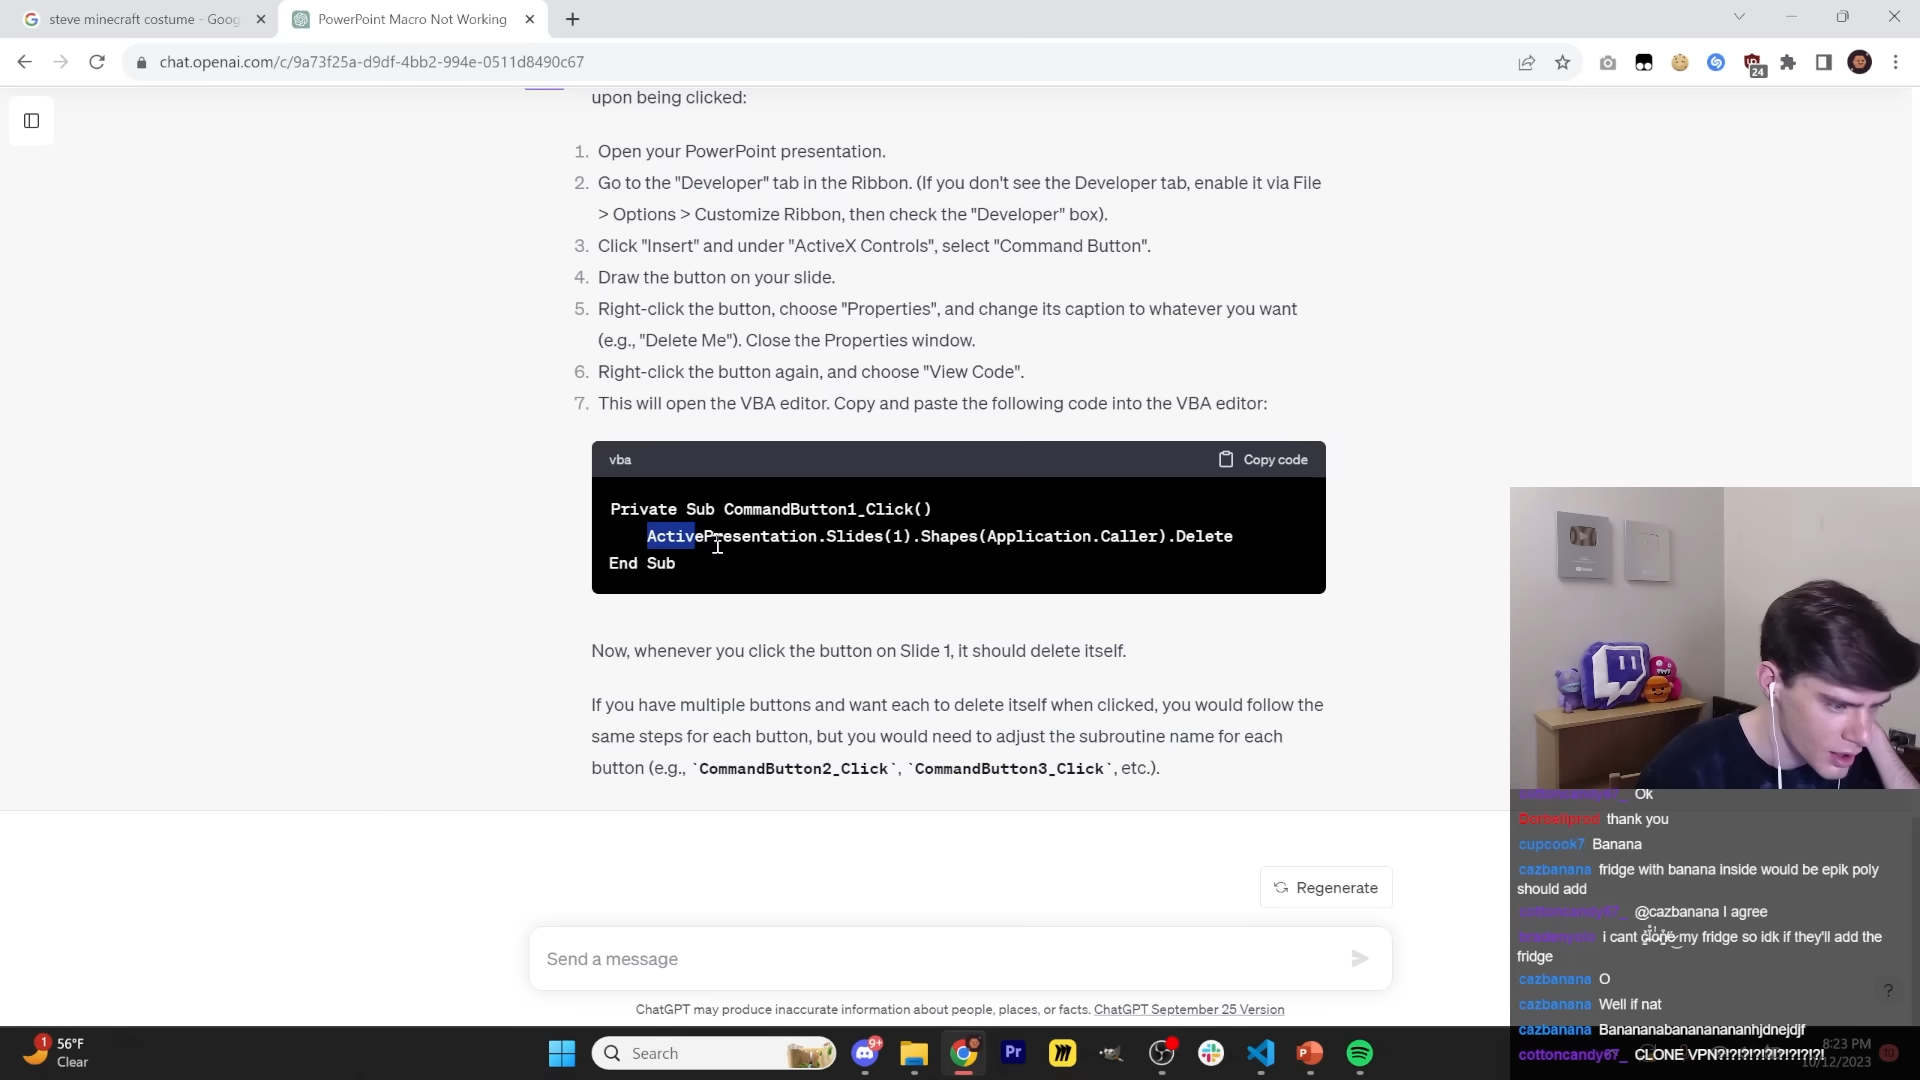 steve minecraft costume - Goog
PowerPoint Macro Not Working
chat.openai.com/c/9a73f25a-d9df-4bb2-994e-0511d8490c67
24
upon being clicked:
1. Open your PowerPoint presentation.
2. Go to the "Developer" tab in the Ribbon. (If you don't see the Developer tab, enable it via File
> Options > Customize Ribbon, then check the "Developer" box).
3. Click "Insert" and under "ActiveX Controls", select "Command Button".
4. Draw the button on your slide.
5. Right-click the button, choose "Properties", and change its caption to whatever you want
(e.g., "Delete Me"). Close the Properties window.
6. Right-click the button again, and choose "View Code".
7. This will open the VBA editor. Copy and paste the following code into the VBA editor:
vba
Copy code
Private Sub CommandButton1_Click()
ActivePresentation.Slides(1).Shapes(Application.Caller).Delete
End Sub
Now, whenever you click the button on Slide 1, it should delete itself.
If you have multiple buttons and want each to delete itself when clicked, you would follow the
same steps for each button, but you would need to adjust the subroutine name for each
button (e.g., `CommandButton2_Click`, `CommandButton3_Click`, etc.).
Regenerate
Send a message
ChatGPT may produce inaccurate information about people, places, or facts. ChatGPT September 25 Version
Ok
thank you
cupcook7 Banana
cazbanana fridge with banana inside would be epik poly
should add
@cazbanana I agree
i cant clone my fridge so idk if they'll add the
fridge
cazbanana O
cazbanana Well if nat
cazbanana Banananabanananananhjdnejdjf
CLONE VPN?!?!?!?!?!?!?!?!?!
?
1
56°F
Clear
Search
9+
Pr
8:23 PM
10/12/2023